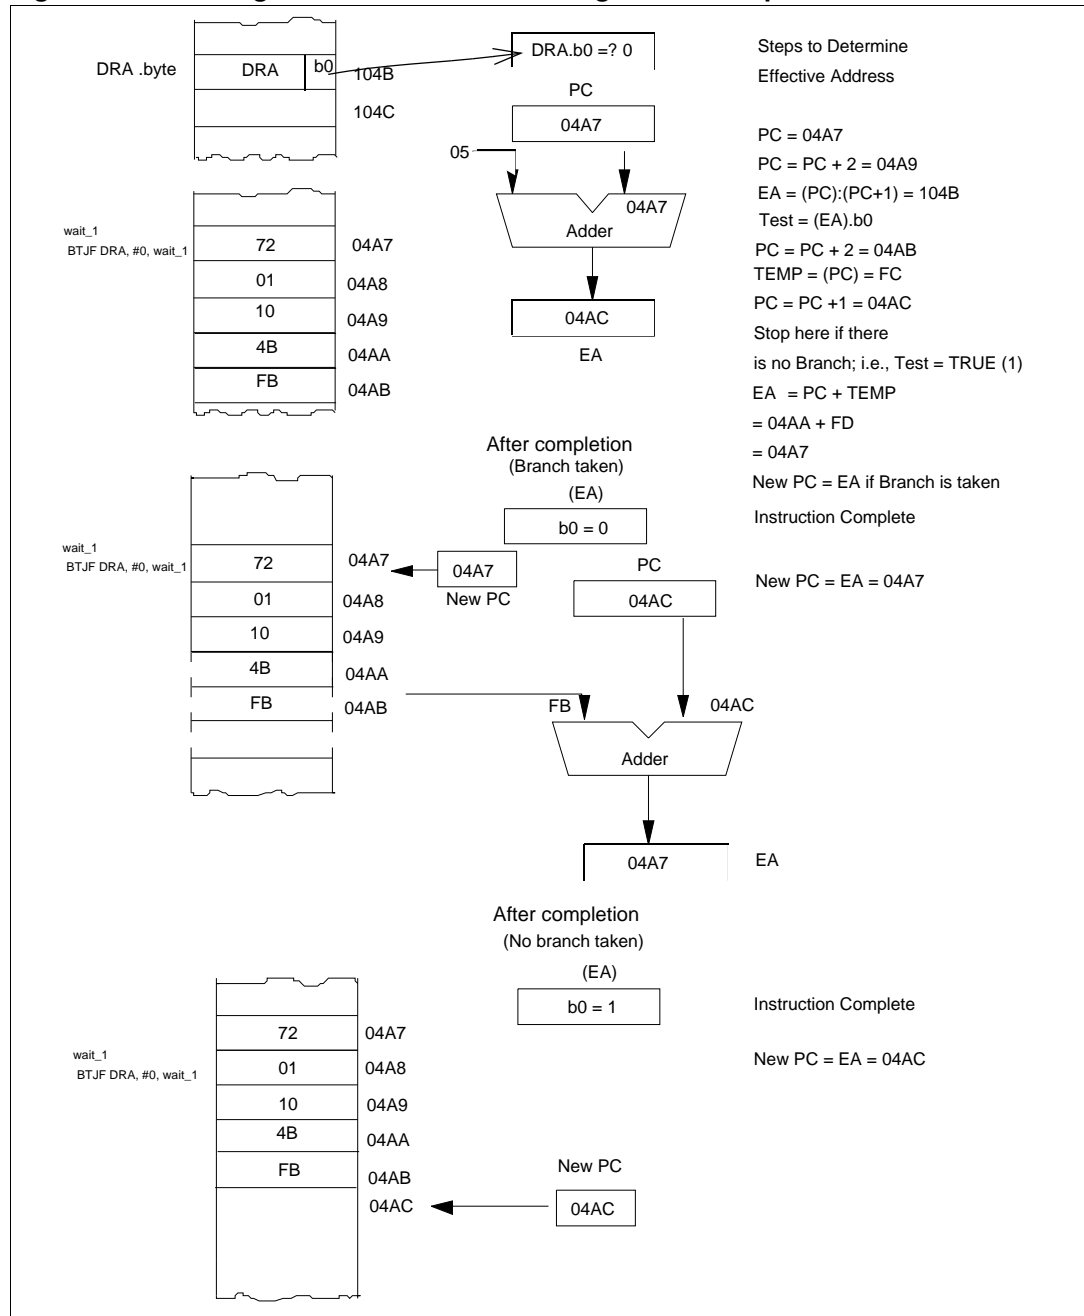 DRA .byte
DRA
b0
104B
104C
DRA.b0 =? 0
PC
04A7
05
04A7
Adder
04AC
EA
Steps to Determine
Effective Address
PC = 04A7
PC = PC + 2 = 04A9
EA = (PC):(PC+1) = 104B
Test = (EA).b0
PC = PC + 2 = 04AB
TEMP = (PC) = FC
PC = PC +1 = 04AC
Stop here if there
is no Branch; i.e., Test = TRUE (1)
EA = PC + TEMP
= 04AA + FD
= 04A7
New PC = EA if Branch is taken
Instruction Complete
New PC = EA = 04A7
wait_1
BTJF DRA, #0, wait_1
72
04A7
01
04A8
10
04A9
4B
04AA
FB
04AB
After completion
(Branch taken)
(EA)
b0 = 0
wait_1
BTJF DRA, #0, wait_1
72
04A7
01
04A8
10
04A9
4B
04AA
FB
04AB
04A7
New PC
PC
04AC
FB
04AC
Adder
04A7
EA
After completion
(No branch taken)
(EA)
b0 = 1
Instruction Complete
New PC = EA = 04AC
wait_1
BTJF DRA, #0, wait_1
72
04A7
01
04A8
10
04A9
4B
04AA
FB
04AB
04AC
New PC
04AC